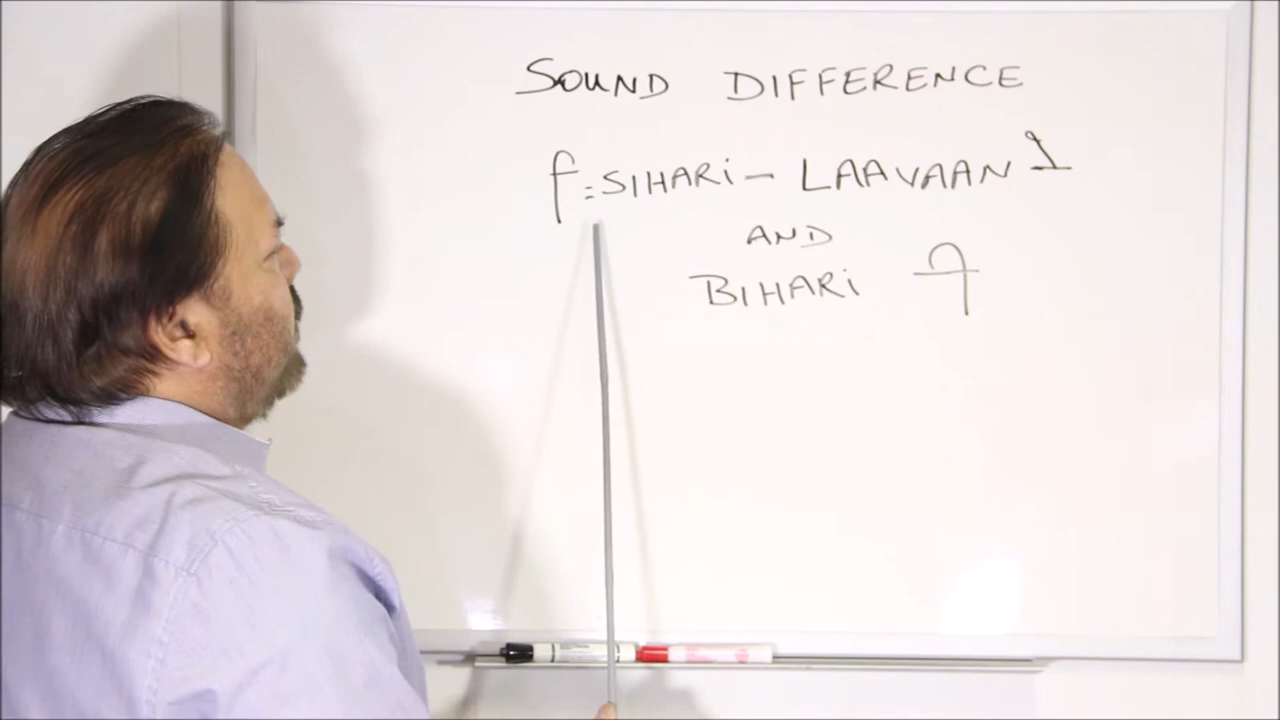 SOUND DIFFERENCE
ਿ = SIHARI - LAAVAAN ੇ
AND
BIHARI ੀ